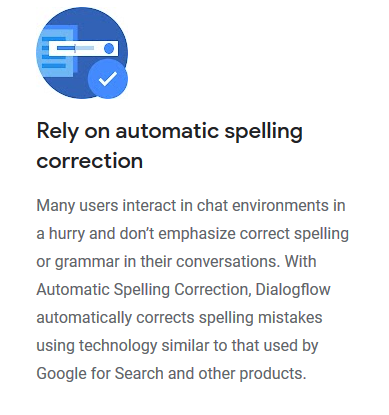 Rely on automatic spelling
correction
Many users interact in chat environments in
a hurry and don’t emphasize correct spelling
or grammar in their conversations. With
Automatic Spelling Correction, Dialogflow
automatically corrects spelling mistakes
using technology similar to that used by
Google for Search and other products.